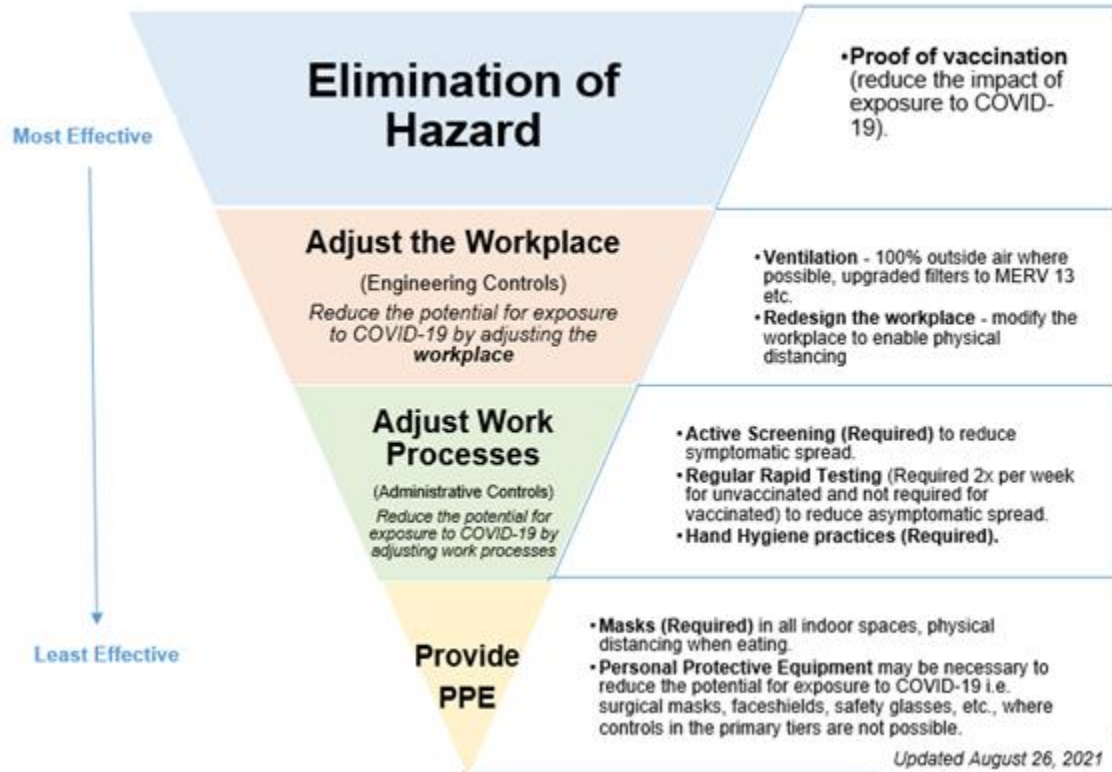 Most Effective
Least Effective
Elimination of
Hazard
•Proof of vaccination
(reduce the impact of
exposure to COVID-
19).
Adjust the Workplace
(Engineering Controls)
Reduce the potential for exposure
to COVID-19 by adjusting the
workplace
•Ventilation - 100% outside air where
possible, upgraded filters to MERV 13
etc.
•Redesign the workplace - modify the
workplace to enable physical
distancing
Adjust Work
Processes
(Administrative Controls)
Reduce the potential for
exposure to COVID-19 by
adjusting work processes
•Active Screening (Required) to reduce
symptomatic spread.
•Regular Rapid Testing (Required 2x per week
for unvaccinated and not required for
vaccinated) to reduce asymptomatic spread.
•Hand Hygiene practices (Required).
Provide
PPE
•Masks (Required) in all indoor spaces, physical
distancing when eating.
•Personal Protective Equipment may be necessary to
reduce the potential for exposure to COVID-19 i.e.
surgical masks, faceshields, safety glasses, etc., where
controls in the primary tiers are not possible.
Updated August 26, 2021